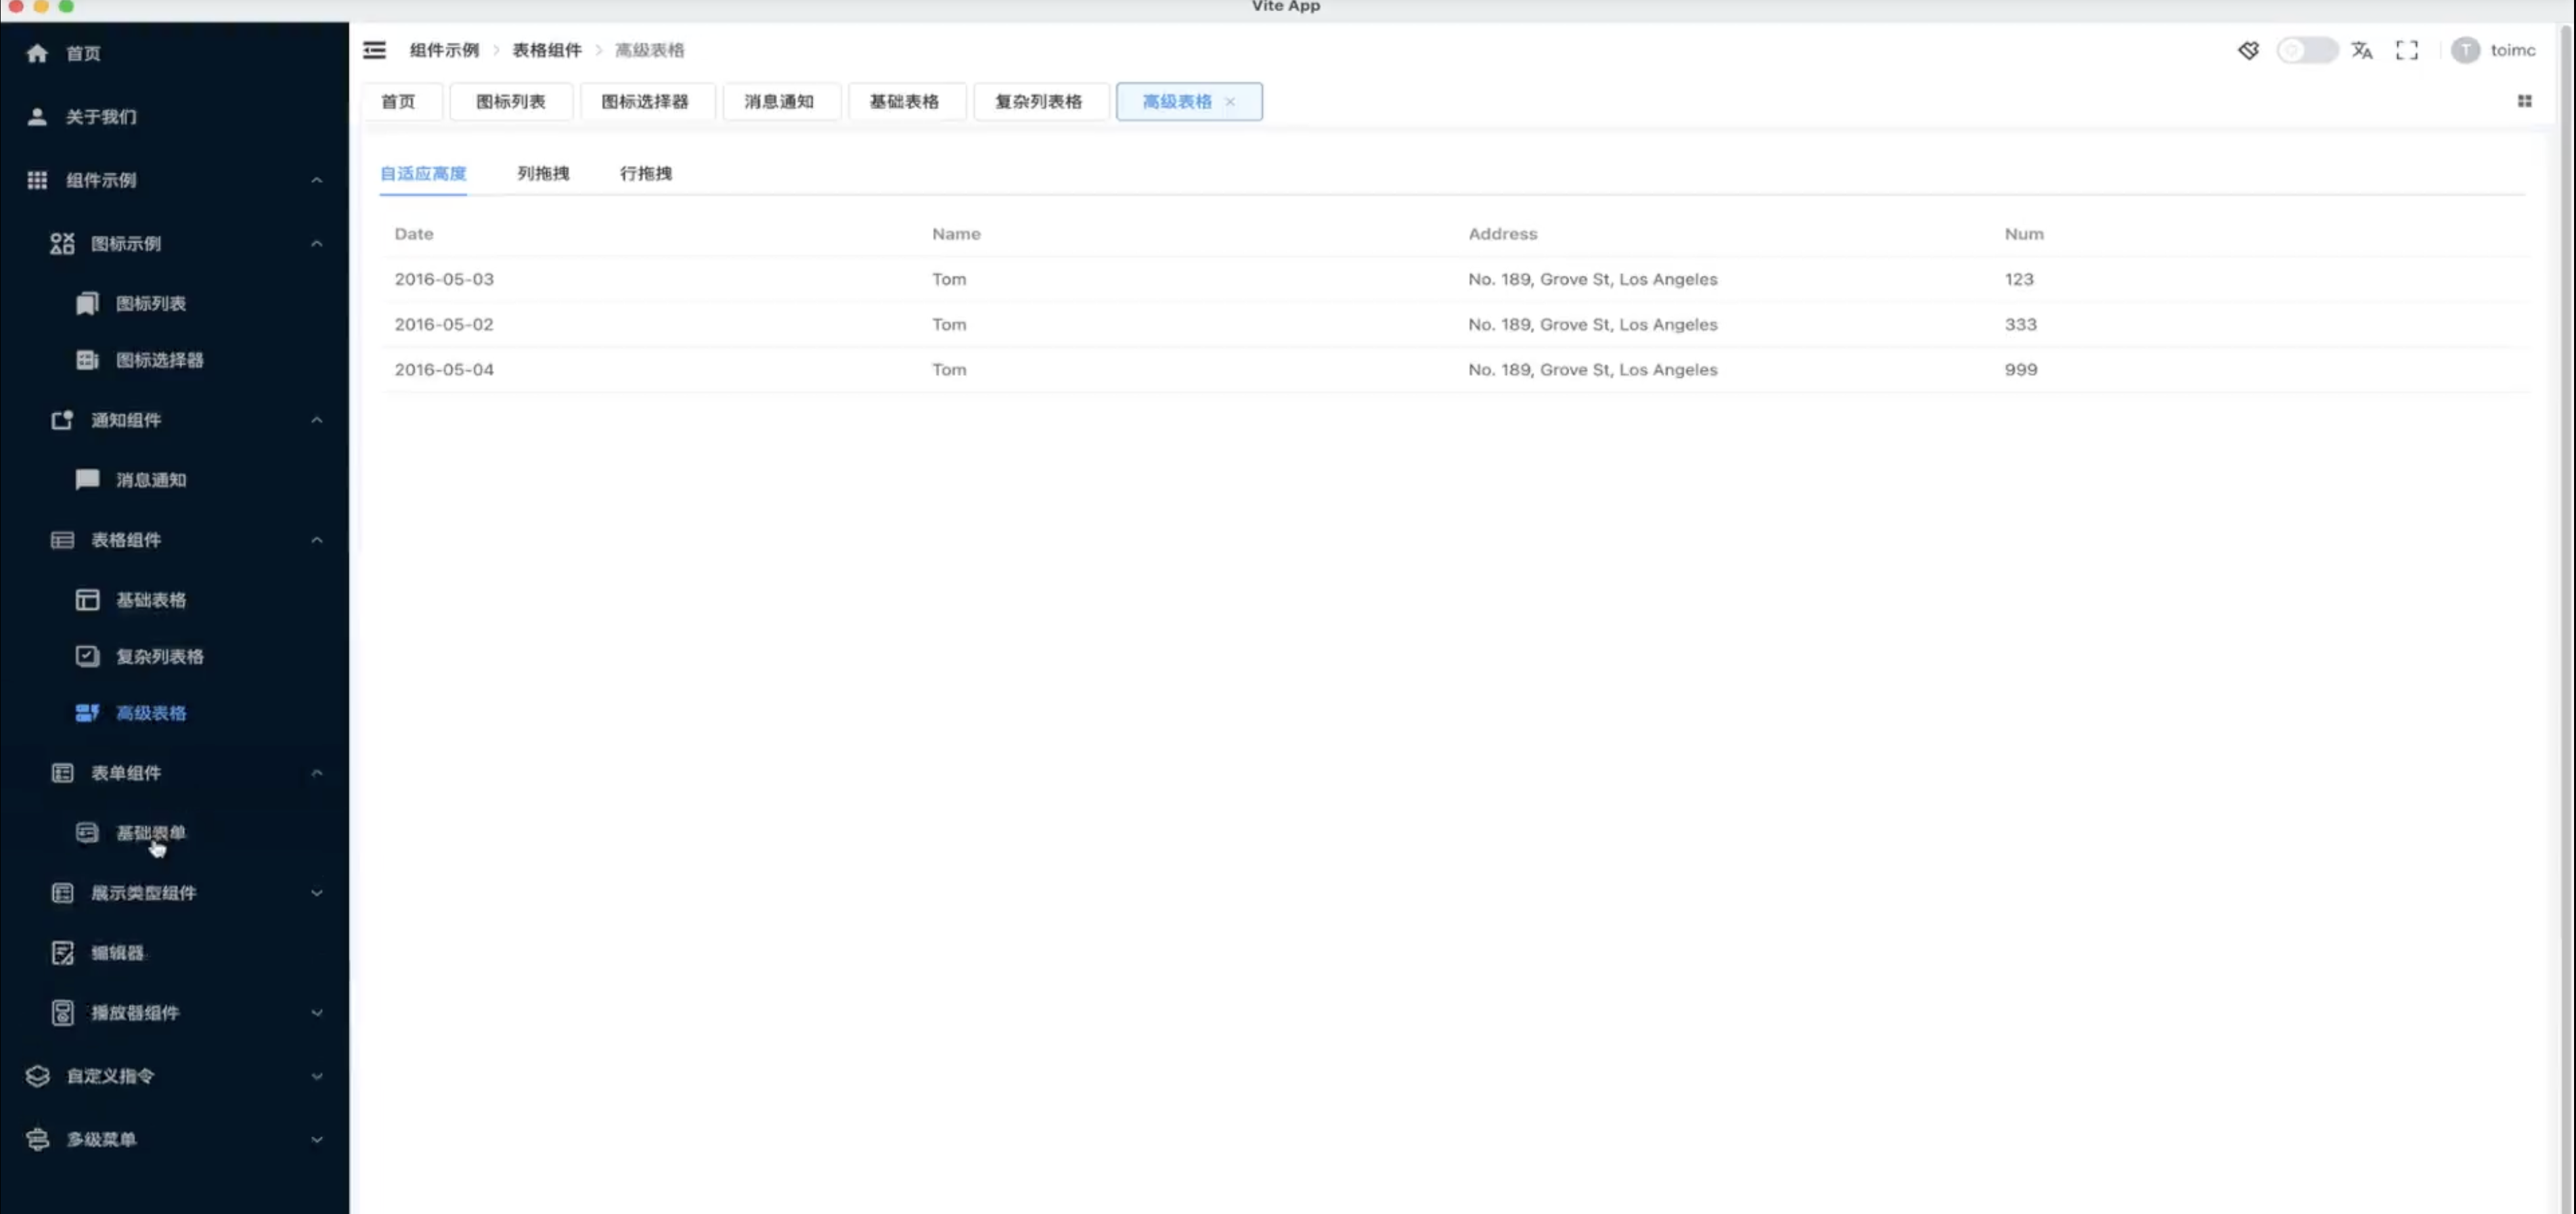 Vite App
首页
关于我们
组件示例
图标示例
图标列表
图标选择器
通知组件
消息通知
表格组件
基础表格
复杂列表格
高级表格
表单组件
基础表单
展示类型组件
编辑器
播放器组件
自定义指令
多级菜单
组件示例 > 表格组件 > 高级表格
T toimc
首页 图标列表 图标选择器 消息通知 基础表格 复杂列表格 高级表格 ×
自适应高度 列拖拽 行拖拽
Date Name Address Num
2016-05-03 Tom No. 189, Grove St, Los Angeles 123
2016-05-02 Tom No. 189, Grove St, Los Angeles 333
2016-05-04 Tom No. 189, Grove St, Los Angeles 999